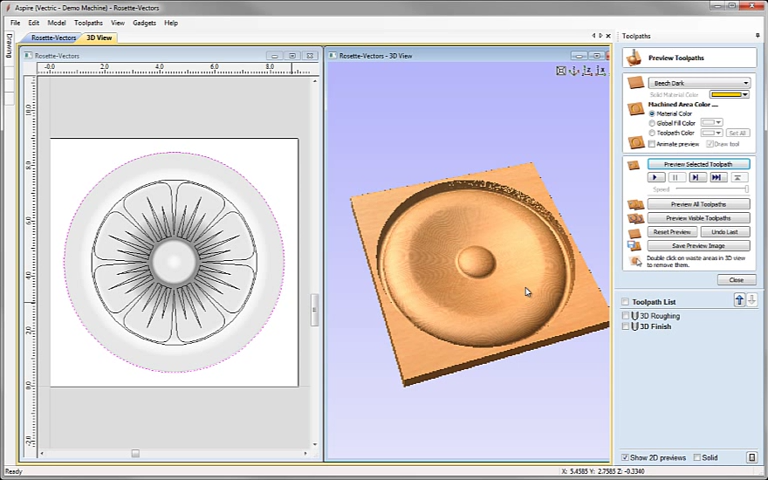 Aspire (Vectric - Demo Machine) - Rosette-Vectors
File Edit Model Toolpaths View Gadgets Help
Rosette-Vectors 3D View
Drawing
Rosette-Vectors
Rosette-Vectors - 3D View
Toolpaths
Preview Toolpaths
Beech Dark
Solid Material Color
Machined Area Color ...
Material Color
Global Fill Color
Toolpath Color Set All
Animate preview Draw tool
Preview Selected Toolpath
Speed
Preview All Toolpaths
Preview Visible Toolpaths
Reset Preview Undo Last
Save Preview Image
Double click on waste areas in 3D view
to remove them.
Close
Toolpath List
3D Roughing
3D Finish
Show 2D previews Solid
Ready
X: 5.4585 Y: 2.7585 Z:-0.3340